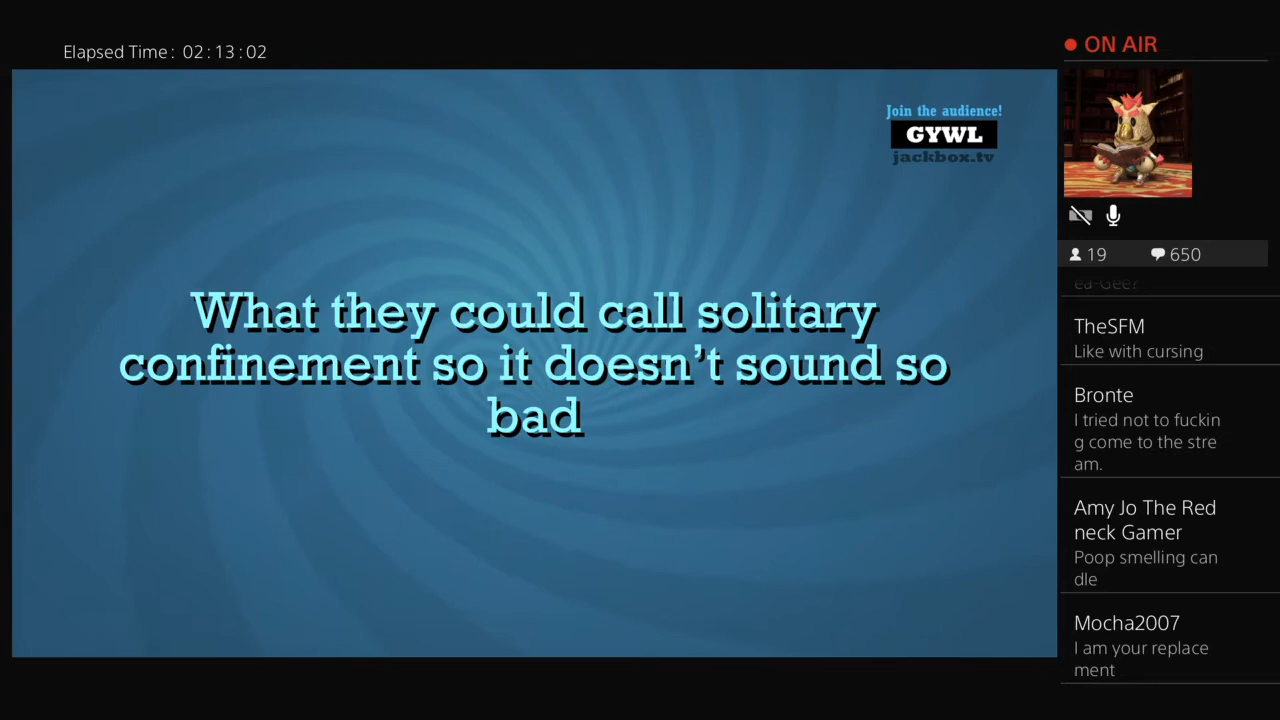 Elapsed Time: 02:13:02
ON AIR
Join the audience!
GYWL
jackbox.tv
What they could call solitary
confinement so it doesn't sound so
bad
19 650
ea-Gee?
TheSFM
Like with cursing
Bronte
I tried not to fuckin
g come to the stre
am.
Amy Jo The Red
neck Gamer
Poop smelling can
dle
Mocha2007
I am your replace
ment